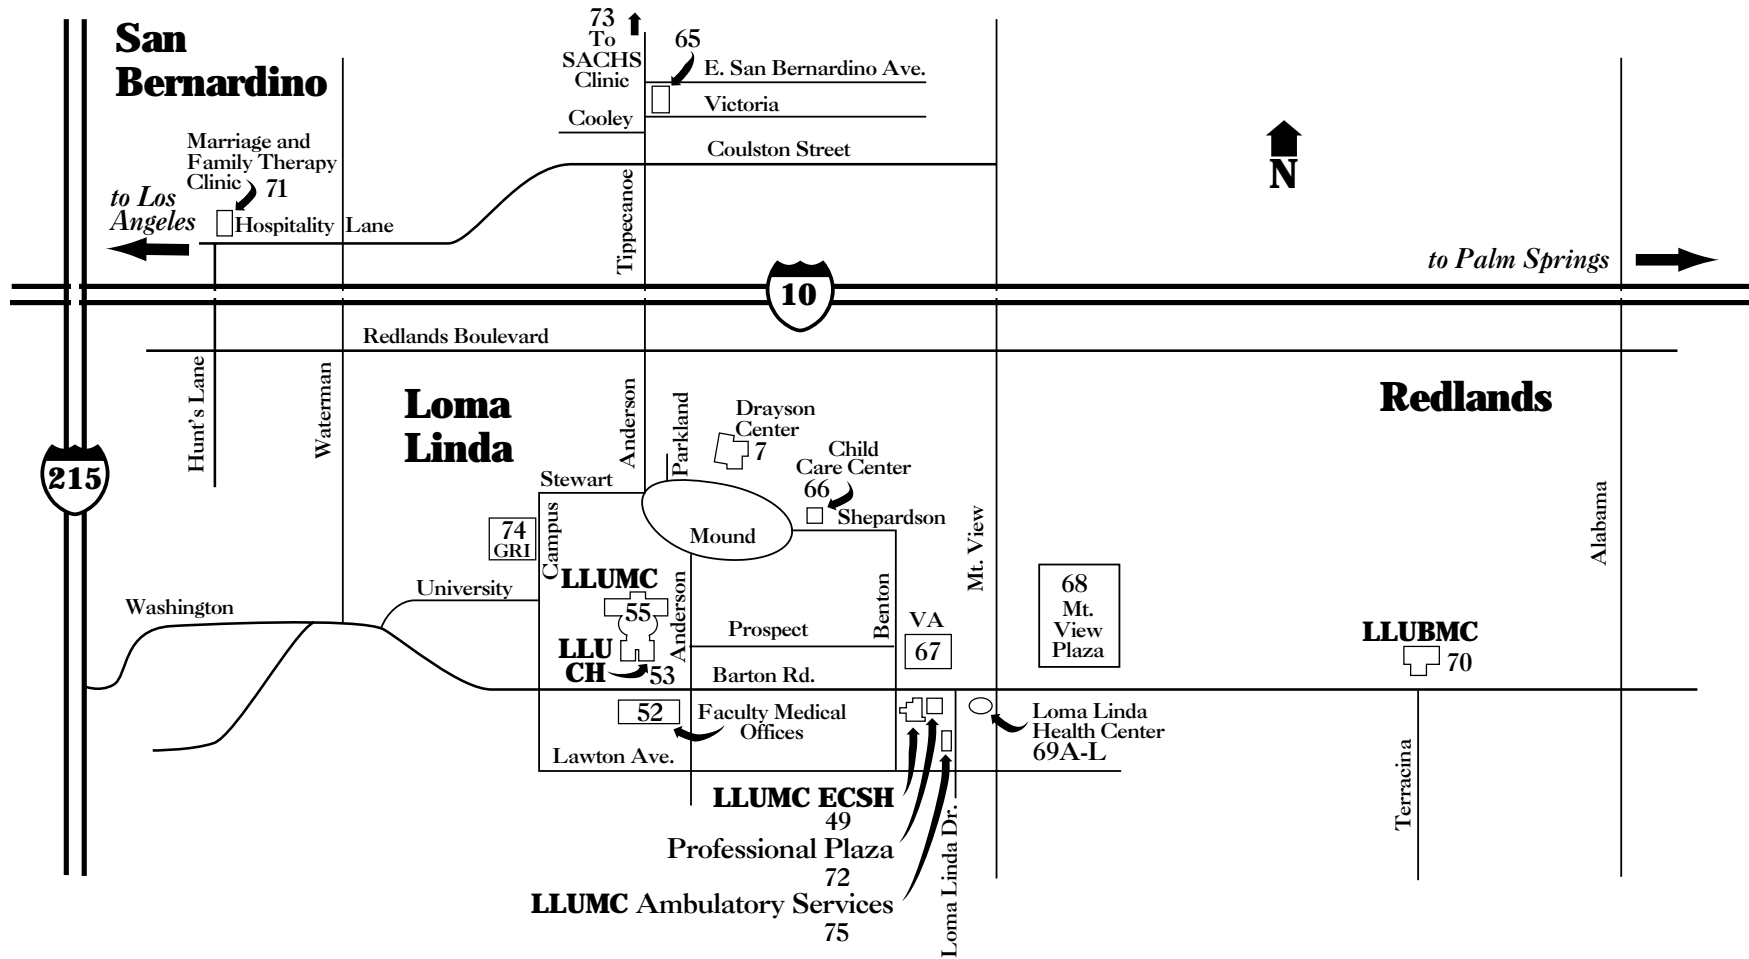 San
Bernardino
73
To
SACHS
Clinic
65
E. San Bernardino Ave.
Victoria
Cooley
Coulston Street
Marriage and
Family Therapy
Clinic
71
to Los
Angeles
Hospitality Lane
Tippecanoe
N
to Palm Springs
10
Redlands Boulevard
Hunt's Lane
Waterman
Loma
Linda
Anderson
Parkland
Drayson
Center
7
Child
Care Center
66
Redlands
215
Stewart
Campus
74
GRI
Mound
Shepardson
Mt. View
Alabama
University
Washington
LLUMC
55
Anderson
Prospect
Benton
VA
67
68
Mt.
View
Plaza
LLUBMC
70
LLU
CH
53
Barton Rd.
52
Faculty Medical
Offices
Lawton Ave.
Loma Linda
Health Center
69A-L
LLUMC ECSH
49
Professional Plaza
72
LLUMC Ambulatory Services
75
Loma Linda Dr.
Terracina